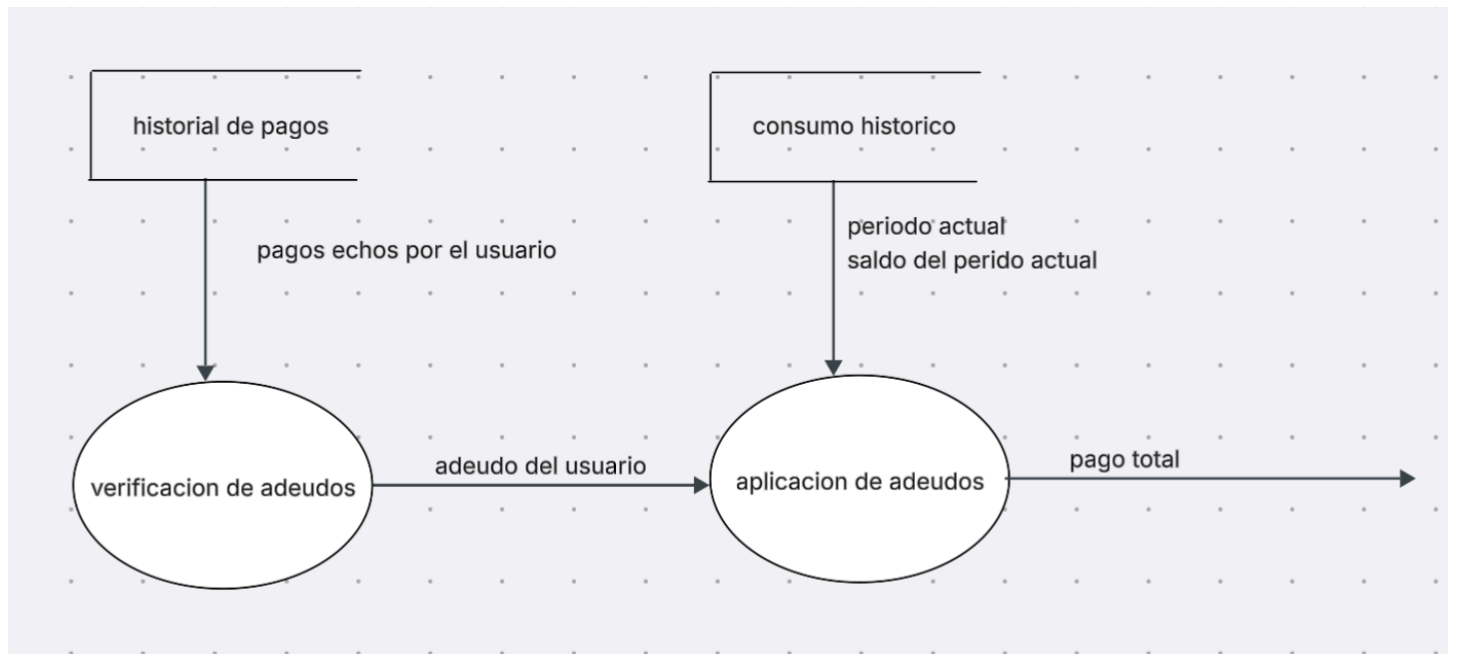 historial de pagos
consumo historico
pagos echos por el usuario
periodo actual
saldo del perido actual
verificacion de adeudos
adeudo del usuario
aplicacion de adeudos
pago total